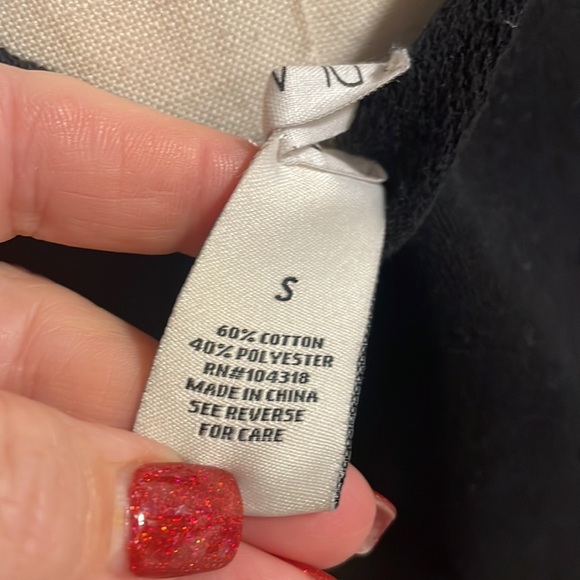 S
60% COTTON
40% POLYESTER
RN#104318
MADE IN CHINA
SEE REVERSE
FOR CARE